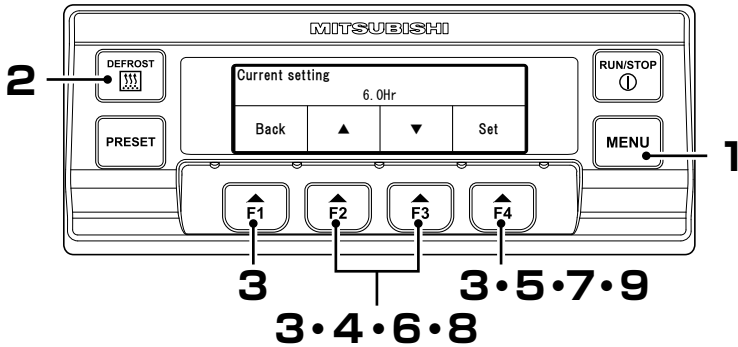 MITSUBISHI
DEFROST
RUN/STOP
2
Current setting
6.0Hr
Back ▲ ▼ Set
PRESET
MENU
1
F1 F2 F3 F4
3
3・5・7・9
3・4・6・8